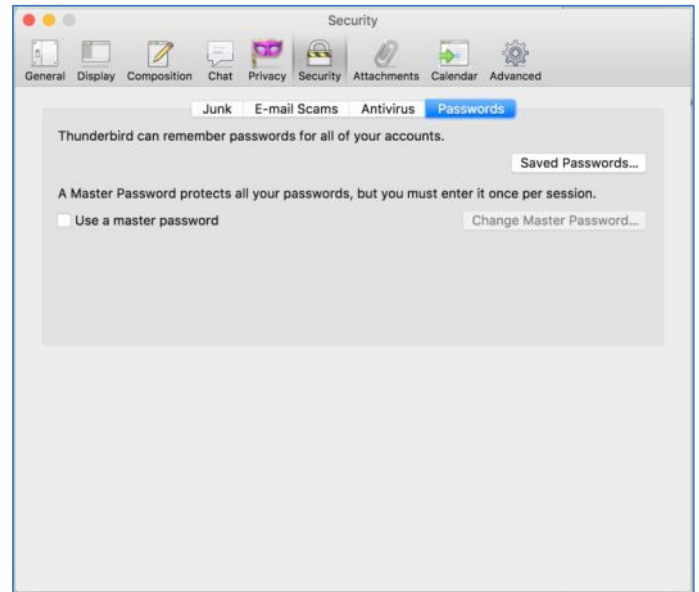 Security
General Display Composition Chat Privacy Security Attachments Calendar Advanced
Junk E-mail Scams Antivirus Passwords
Thunderbird can remember passwords for all of your accounts.
Saved Passwords...
A Master Password protects all your passwords, but you must enter it once per session.
Use a master password Change Master Password...